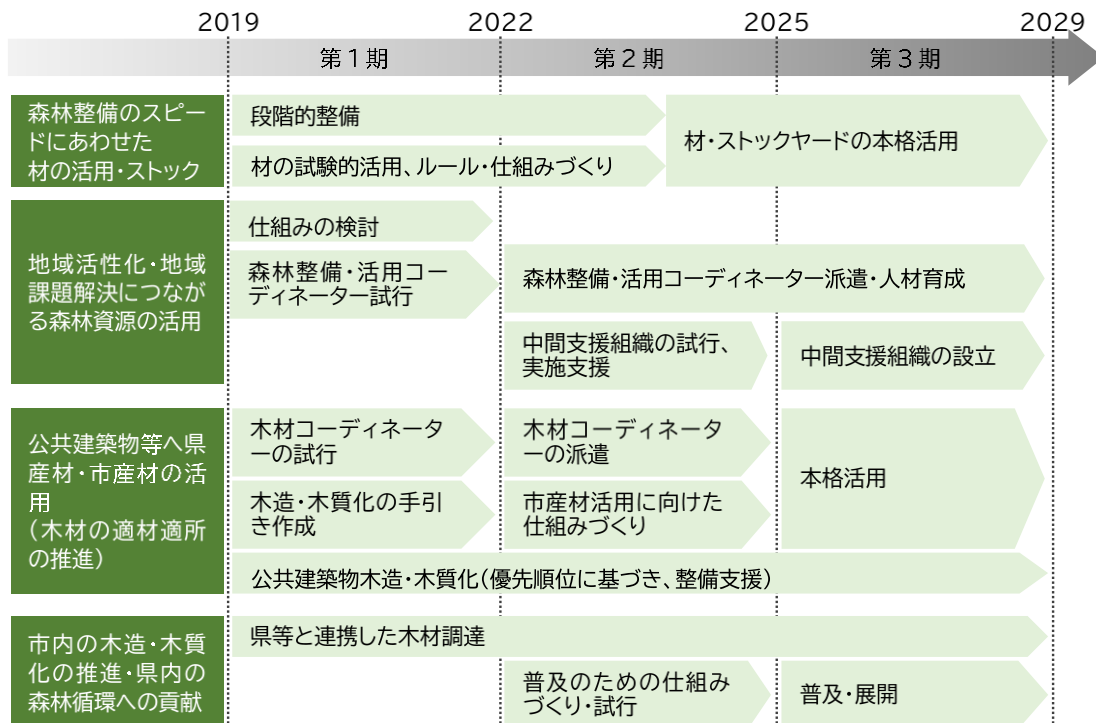 2019
2022
2025
2029
第1期
第2期
第3期
森林整備のスピー
ドにあわせた
材の活用・ストック
段階的整備
材の試験的活用、ルール・仕組みづくり
材・ストックヤードの本格活用
地域活性化・地域
課題解決につなが
る森林資源の活用
仕組みの検討
森林整備・活用コー
ディネーター試行
森林整備・活用コーディネーター派遣・人材育成
中間支援組織の試行、
実施支援
中間支援組織の設立
公共建築物等へ県
産材・市産材の活
用
(木材の適材適所
の推進)
木材コーディネータ
ーの試行
木材コーディネータ
ーの派遣
本格活用
木造・木質化の手引
き作成
市産材活用に向けた
仕組みづくり
公共建築物木造・木質化(優先順位に基づき、整備支援)
市内の木造・木質
化の推進・県内の
森林循環への貢献
県等と連携した木材調達
普及のための仕組み
づくり・試行
普及・展開